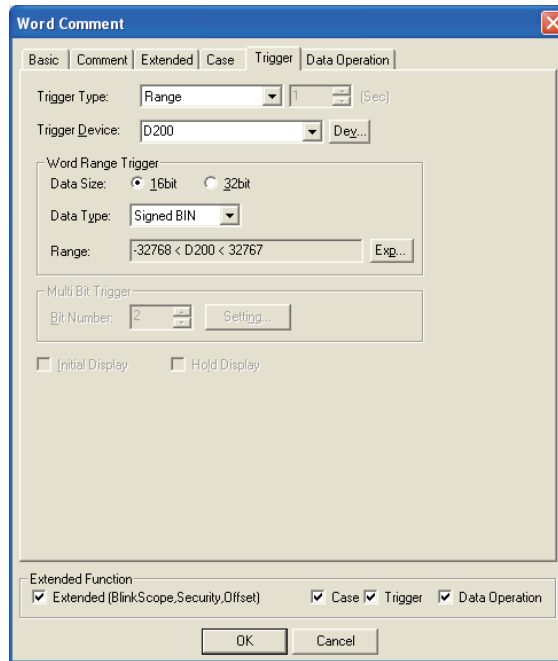 Word Comment
Basic Comment Extended Case Trigger Data Operation
Trigger Type: Range 1 (Sec)
Trigger Device: D200 Dev...
Word Range Trigger
Data Size: 16bit 32bit
Data Type: Signed BIN
Range: -32768 < D200 < 32767 Exp...
Multi Bit Trigger
Bit Number: 2 Setting...
Initial Display Hold Display
Extended Function
Extended (BlinkScope,Security,Offset) Case Trigger Data Operation
OK Cancel